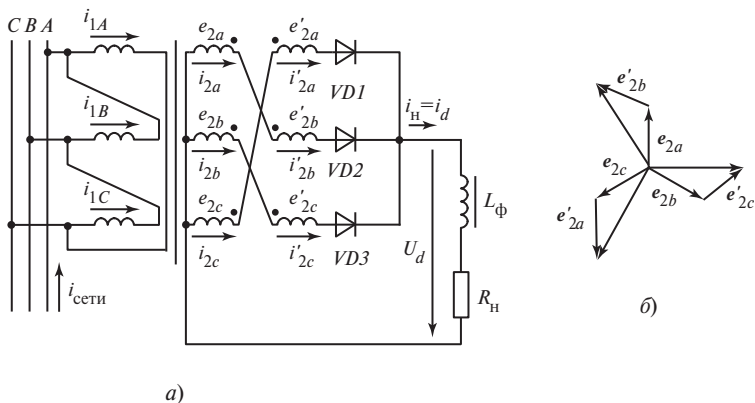 C B A
i1A
i1B
i1C
iсети
e2a
i2a
e2b
i2b
e2c
i2c
e'2a
i'2a
VD1
e'2b
i'2b
VD2
e'2c
i'2c
VD3
iн=id
Ud
Lф
Rн
а)
e'2b
e2a
e2c
e2b
e'2c
e'2a
б)